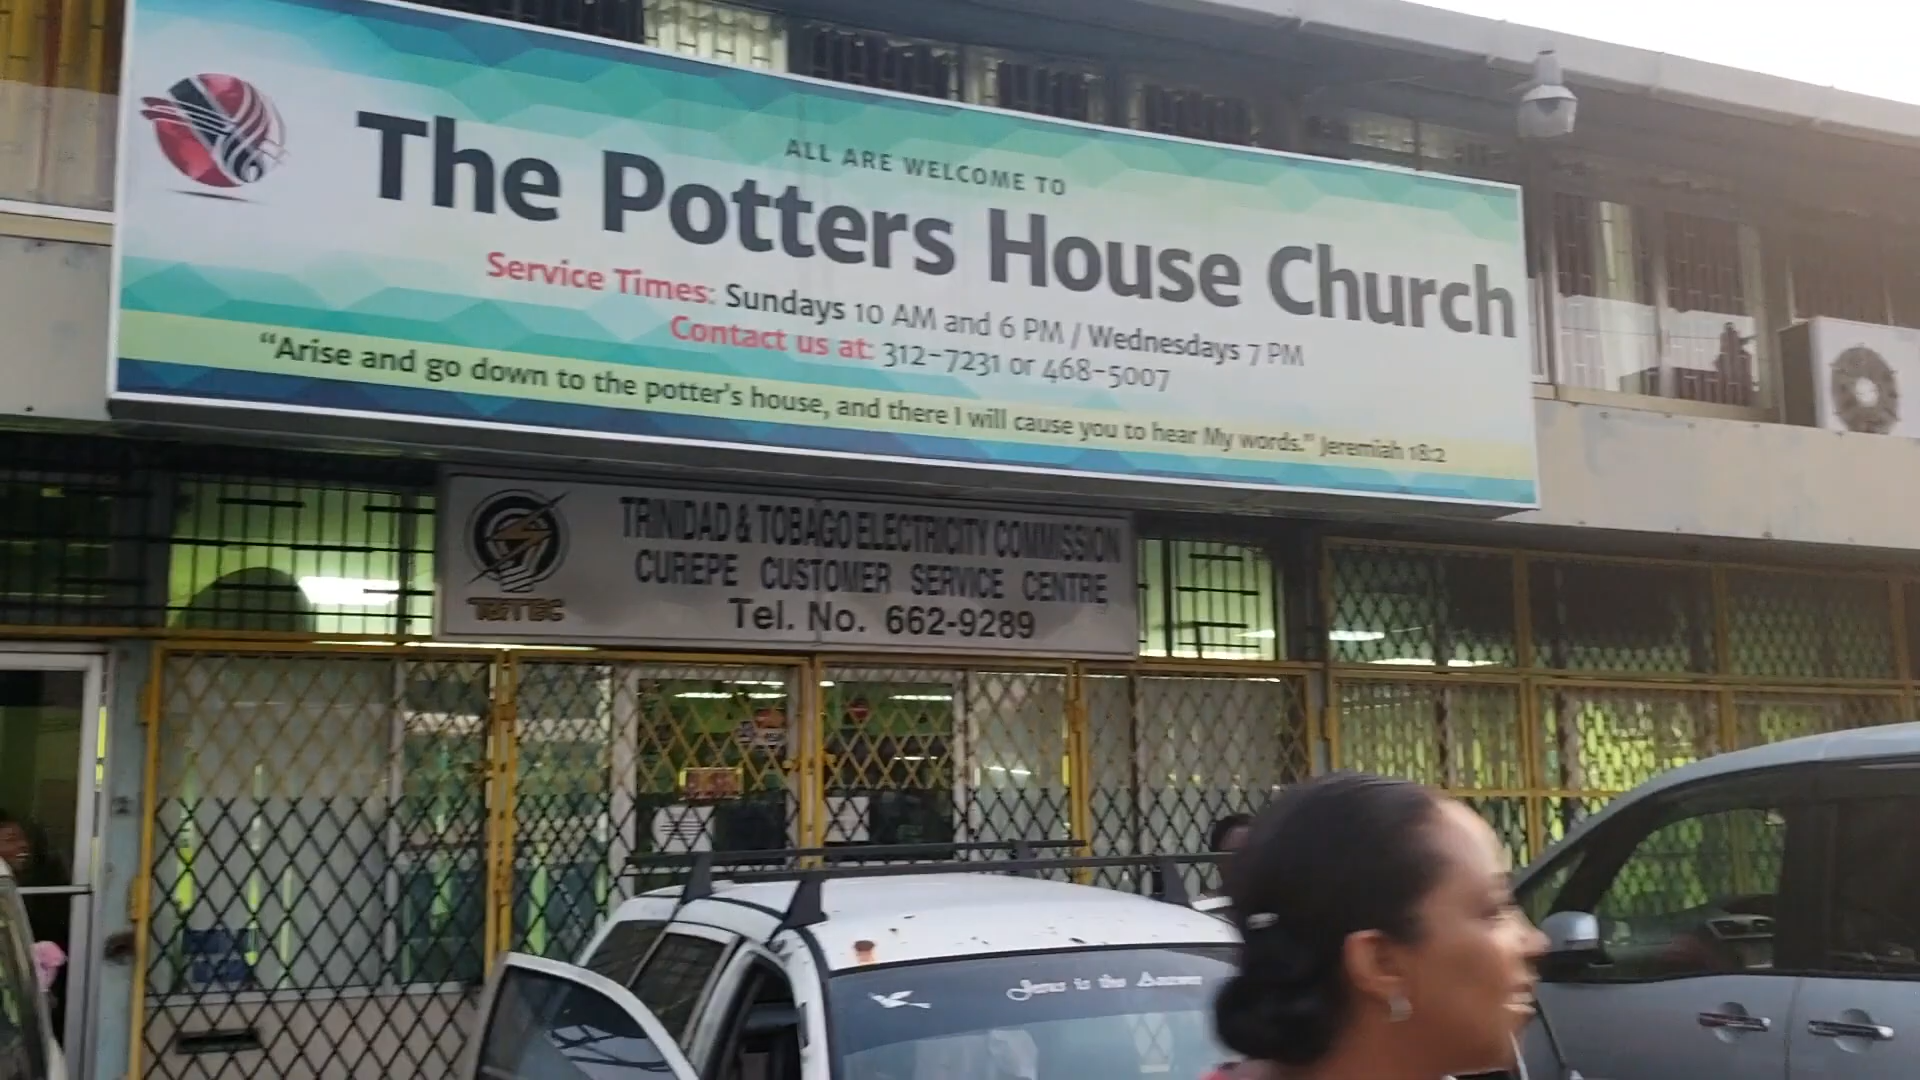 ALL ARE WELCOME TO
The Potters House Church
Service Times: Sundays 10 AM and 6 PM / Wednesdays 7 PM
Contact us at: 312-7231 or 468-5007
“Arise and go down to the potter's house, and there I will cause you to hear My words.” Jeremiah 18:2
TRINIDAD & TOBAGO ELECTRICITY COMMISSION
CUREPE CUSTOMER SERVICE CENTRE
Tel. No. 662-9289
T&TEC
Jesus is the Answer